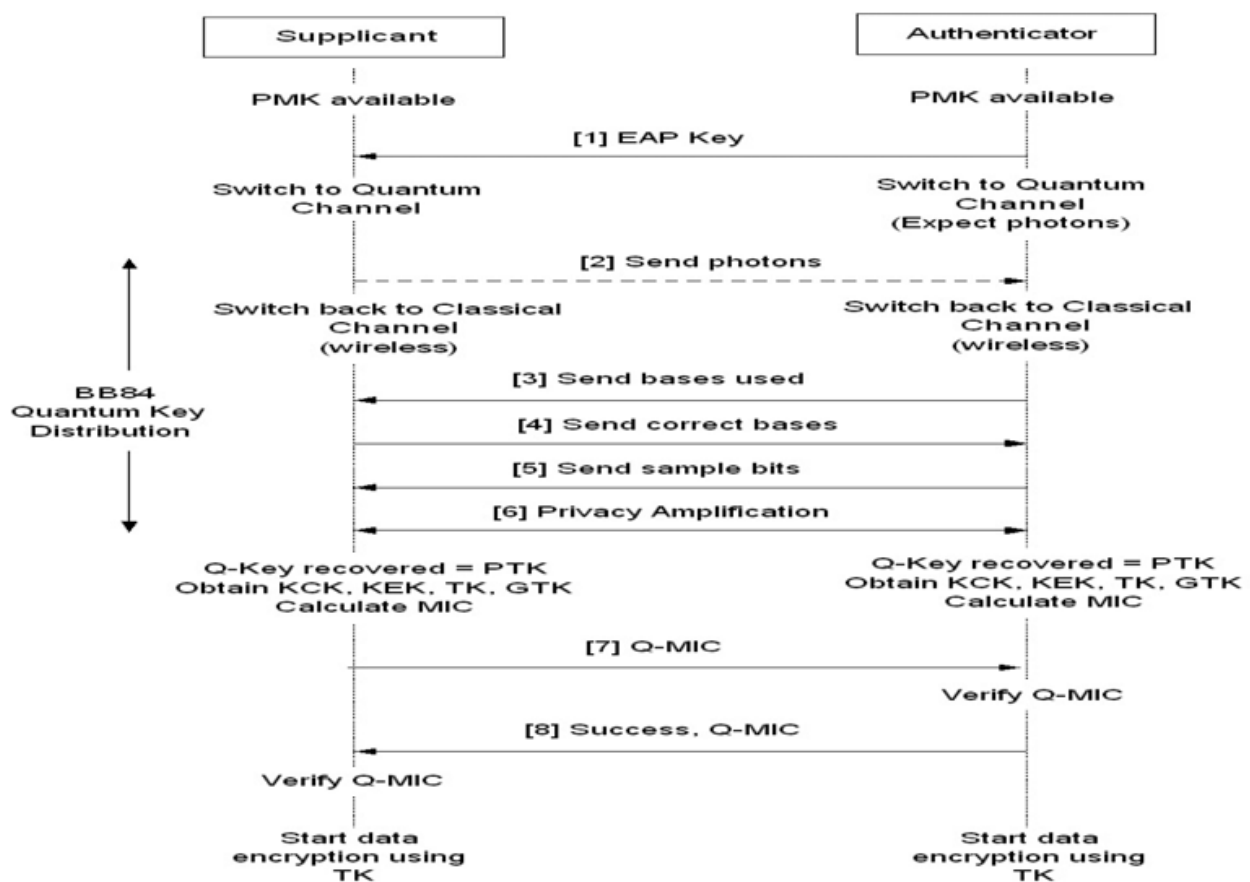 Supplicant
Authenticator
PMK available
PMK available
[1] EAP Key
Switch to Quantum
Channel
Switch to Quantum
Channel
(Expect photons)
[2] Send photons
Switch back to Classical
Channel
(wireless)
Switch back to Classical
Channel
(wireless)
BB84
Quantum Key
Distribution
[3] Send bases used
[4] Send correct bases
[5] Send sample bits
[6] Privacy Amplification
Q-Key recovered = PTK
Obtain KCK, KEK, TK, GTK
Calculate MIC
Q-Key recovered = PTK
Obtain KCK, KEK, TK, GTK
Calculate MIC
[7] Q-MIC
Verify Q-MIC
[8] Success, Q-MIC
Verify Q-MIC
Start data
encryption using
TK
Start data
encryption using
TK